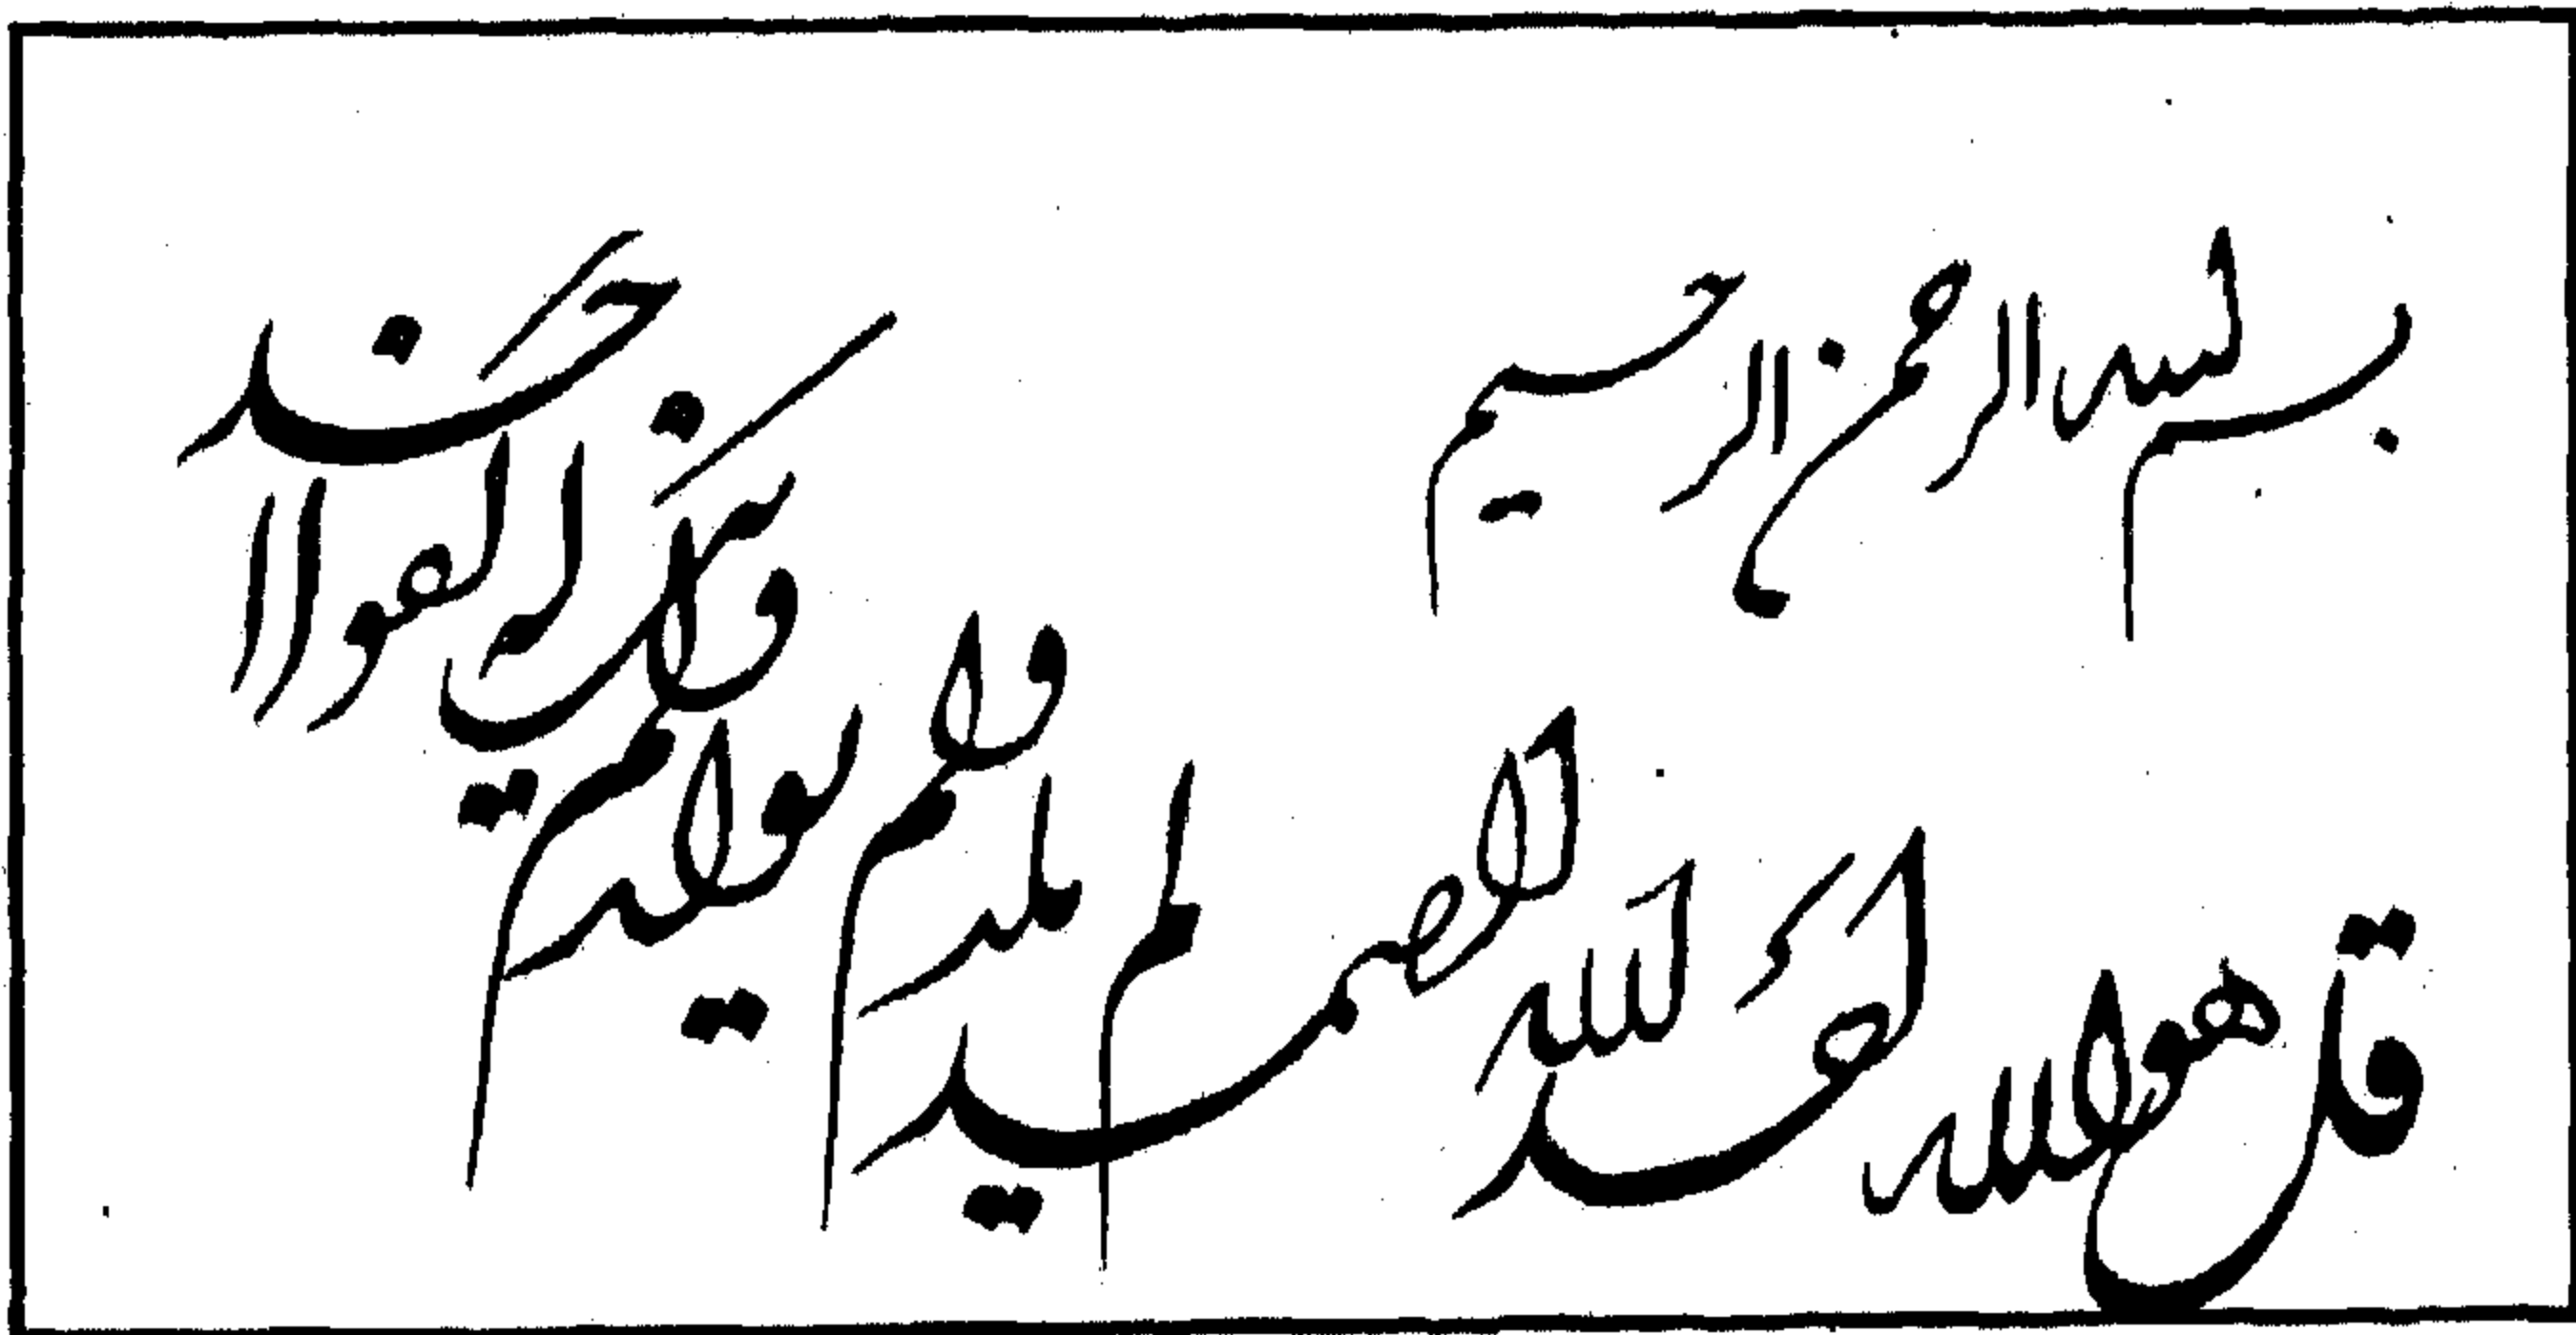 بسم الله الرحمن الرحيم
قل هو الله احد الله الصمد لم يلد ولم يولد ولم يكن له كفوا احد